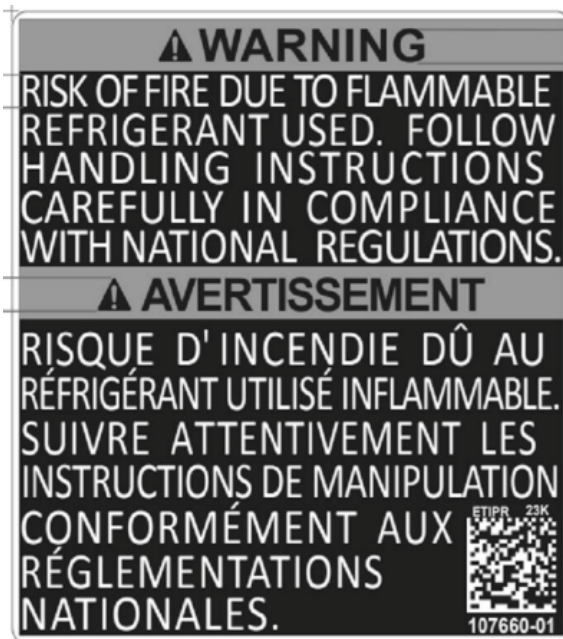 WARNING
RISK OF FIRE DUE TO FLAMMABLE
REFRIGERANT USED. FOLLOW
HANDLING INSTRUCTIONS
CAREFULLY IN COMPLIANCE
WITH NATIONAL REGULATIONS.
AVERTISSEMENT
RISQUE D'INCENDIE DÛ AU
RÉFRIGÉRANT UTILISÉ INFLAMMABLE.
SUIVRE ATTENTIVEMENT LES
INSTRUCTIONS DE MANIPULATION
CONFORMÉMENT AUX
RÉGLEMENTATIONS
NATIONALES.
ETIPR 23K
107660-01